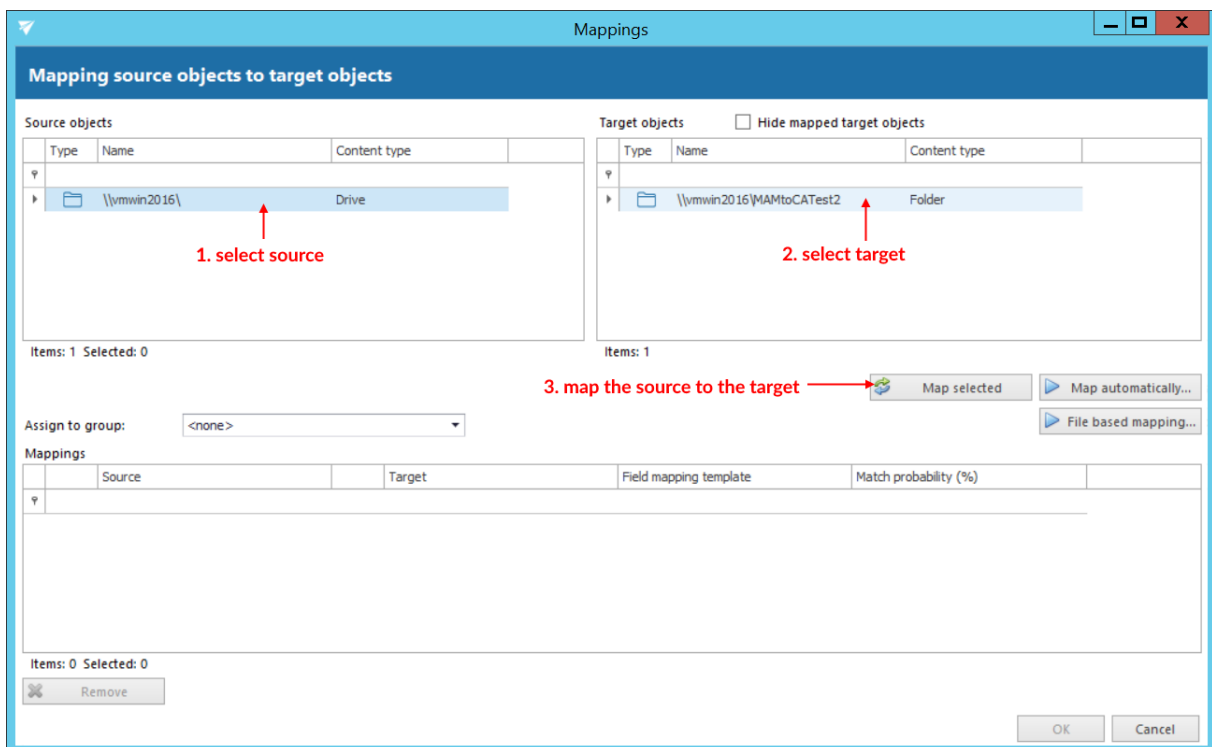 Mappings
X
Mapping source objects to target objects
Source objects
Target objects
Hide mapped target objects
Type Name Content type
Type Name Content type
\\vmwin2016\ Drive
\\vmwin2016\MAMtoCATest2 Folder
1. select source
2. select target
Items: 1 Selected: 0
Items: 1
3. map the source to the target
Map selected
Map automatically...
Assign to group: <none>
File based mapping...
Mappings
Source Target Field mapping template Match probability (%)
Items: 0 Selected: 0
Remove
OK
Cancel